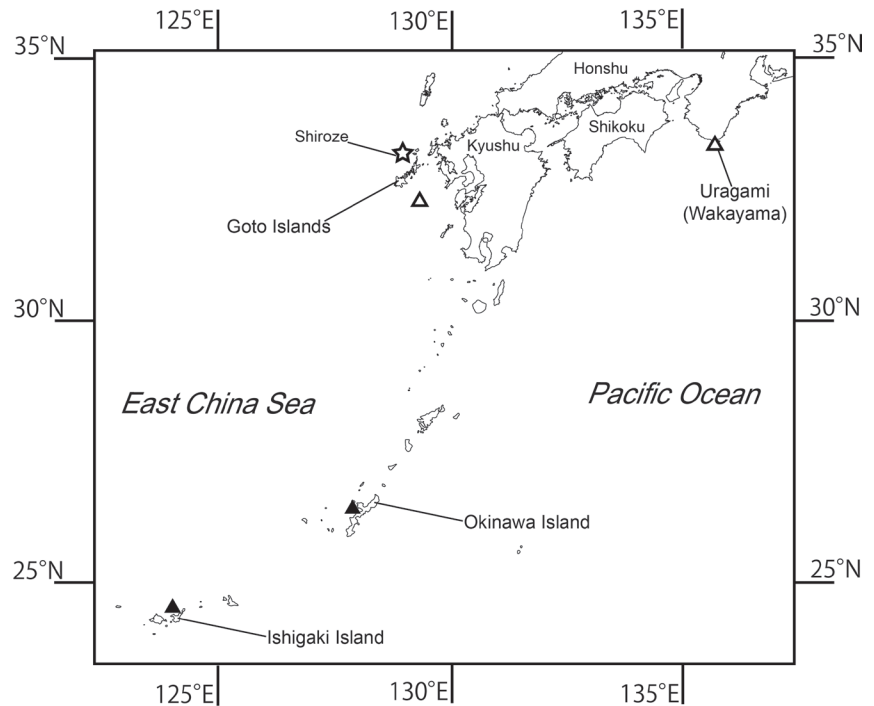 125°E 130°E 135°E
35°N 35°N
Honshu
Shiroze
Shikoku
Kyushu
Uragami
(Wakayama)
Goto Islands
30°N 30°N
East China Sea
Pacific Ocean
Okinawa Island
25°N 25°N
Ishigaki Island
125°E 130°E 135°E